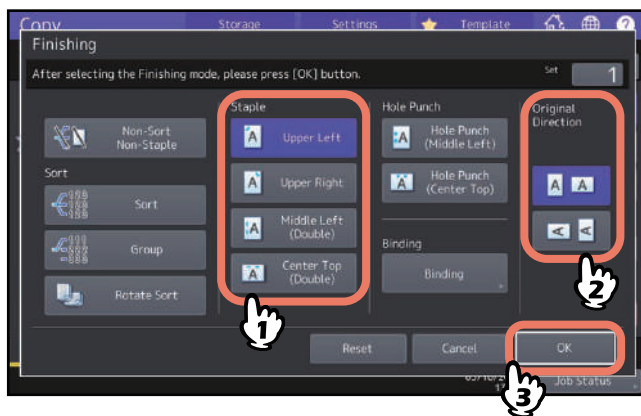 Copy Storage Settings Template
Finishing
After selecting the Finishing mode, please press [OK] button.
Set 1
Non-Sort
Non-Staple
Sort
Sort
Group
Rotate Sort
Staple
Upper Left
Upper Right
Middle Left
(Double)
Center Top
(Double)
1
Hole Punch
Hole Punch
(Middle Left)
Hole Punch
(Center Top)
Binding
Binding
Original
Direction
2
Reset Cancel OK
3
Job Status